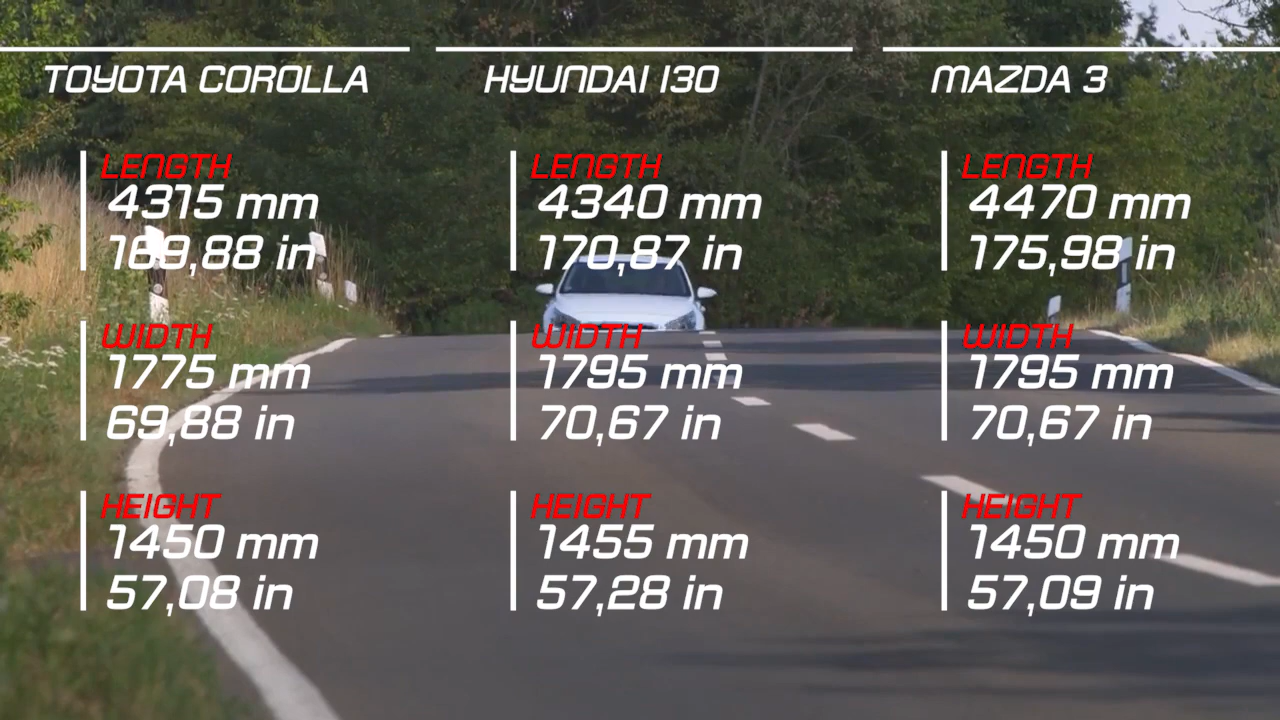 TOYOTA COROLLA
LENGTH
4315 mm
169,88 in
WIDTH
1775 mm
69,88 in
HEIGHT
1450 mm
57,08 in
HYUNDAI I30
LENGTH
4340 mm
170,87 in
WIDTH
1795 mm
70,67 in
HEIGHT
1455 mm
57,28 in
MAZDA 3
LENGTH
4470 mm
175,98 in
WIDTH
1795 mm
70,67 in
HEIGHT
1450 mm
57,09 in